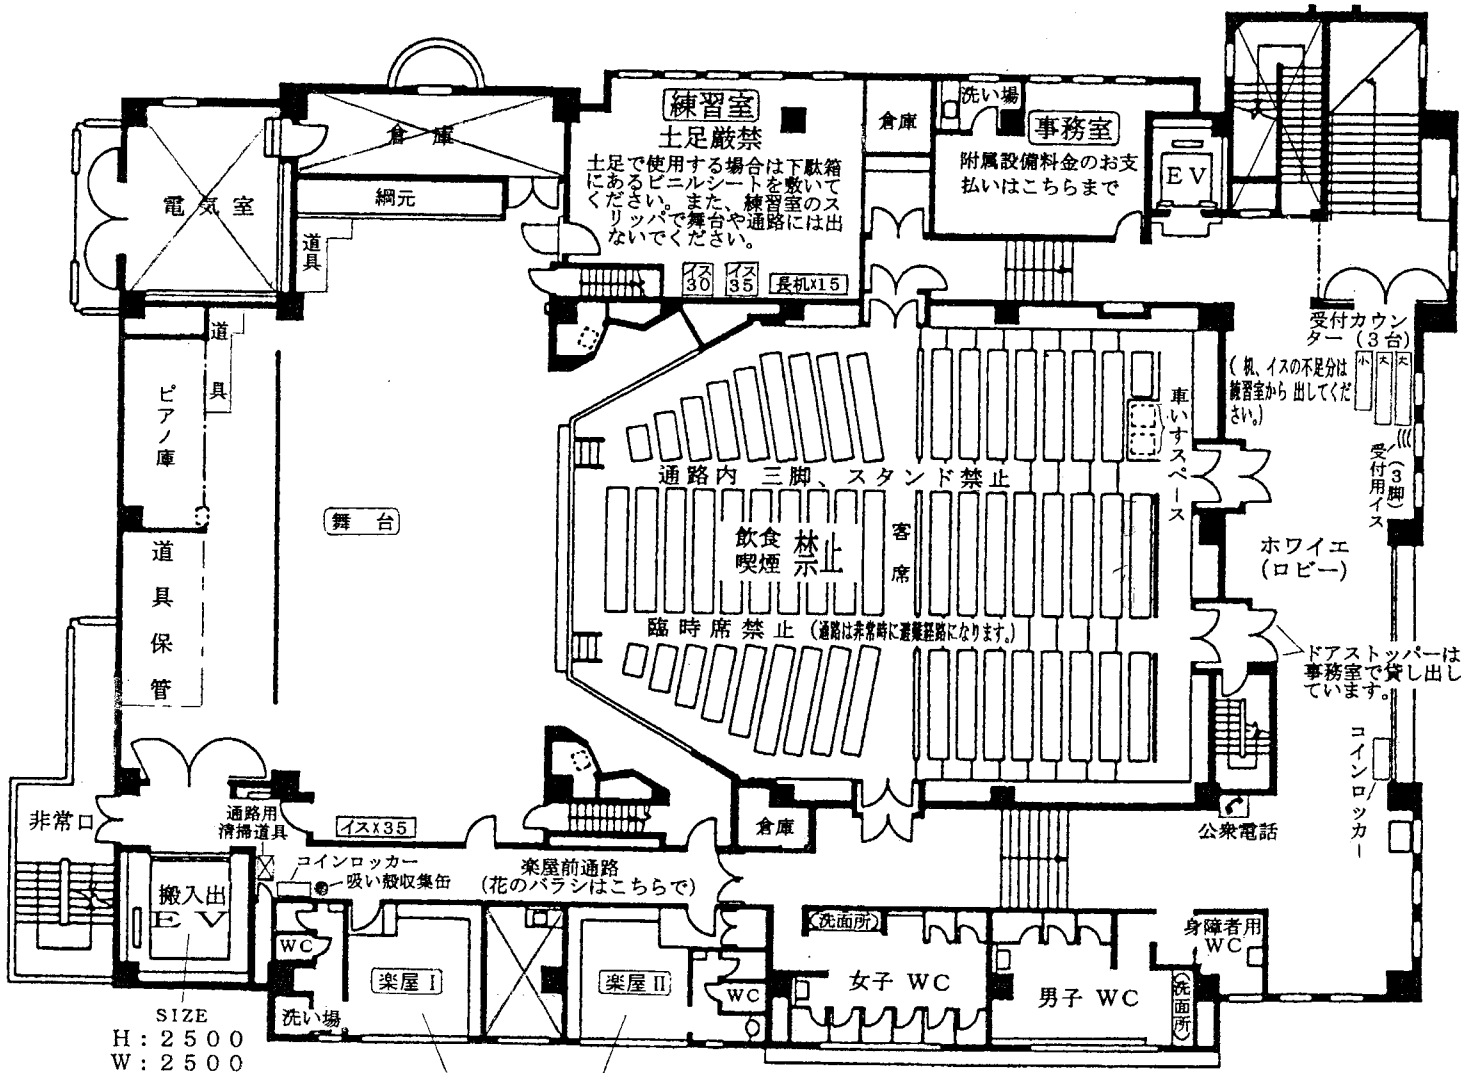 練習室
土足厳禁
土足で使用する場合は下駄箱
にあるビニルシートを敷いて
ください。また、練習室のス
リッパで舞台や通路には出
ないでください。
イス
30
イス
35
長机×15
倉庫
倉庫
洗い場
事務室
附属設備料金のお支
払いはこちらまで
EV
電気室
綱元
道具
道具
ピアノ庫
道具保管
舞台
受付カウン
ター(3台)
小
大
大
(机、イスの不足分は
練習室から出してくだ
さい。)
車いすスペース
受付用イス
(3脚)
通路内 三脚、スタンド禁止
飲食
喫煙
禁止
客席
臨時席禁止(通路は非常時に避難経路になります。)
ホワイエ
(ロビー)
ドアストッパーは
事務室で貸し出し
ています。
コインロッカー
公衆電話
非常口
通路用
清掃道具
イス×35
倉庫
コインロッカー
吸い殻収集缶
楽屋前通路
(花のバラシはこちらで)
搬入出
EV
WC
洗い場
楽屋Ⅰ
楽屋Ⅱ
WC
洗面所
女子 WC
男子 WC
身障者用
WC
洗面所
SIZE
H:2500
W:2500